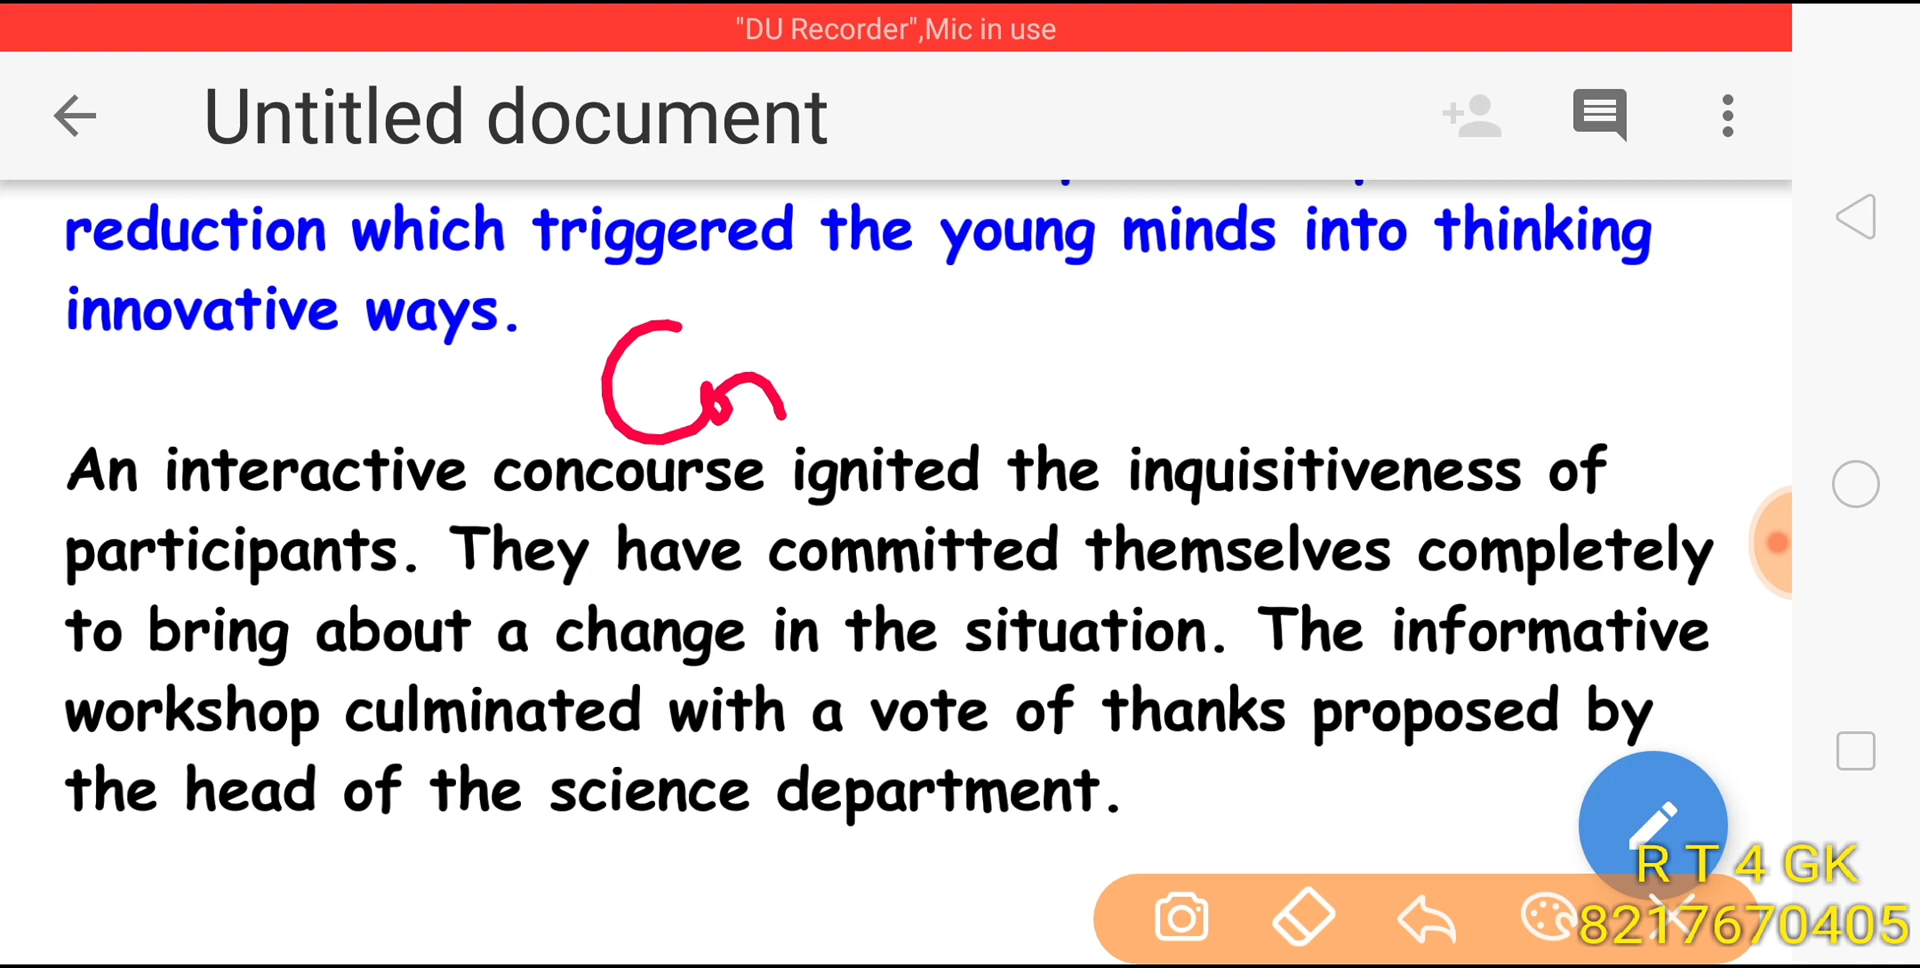 "DU Recorder",Mic in use
Untitled document
reduction which triggered the young minds into thinking
innovative ways.
An interactive concourse ignited the inquisitiveness of
participants. They have committed themselves completely
to bring about a change in the situation. The informative
workshop culminated with a vote of thanks proposed by
the head of the science department.
R T 4 GK
8217670405